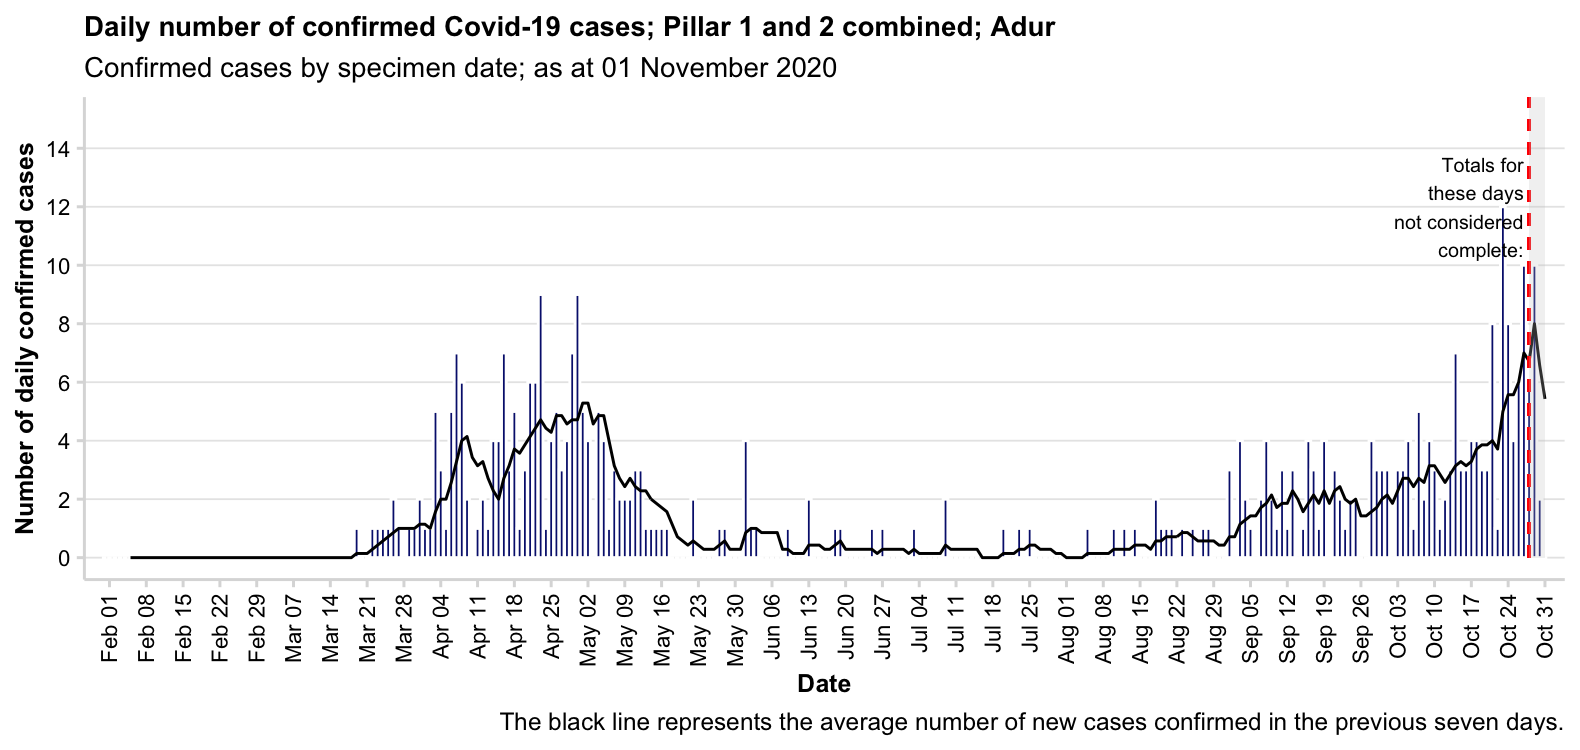 Daily number of confirmed Covid-19 cases; Pillar 1 and 2 combined; Adur
Confirmed cases by specimen date; as at 01 November 2020
Number of daily confirmed cases
14
12
10
8
6
4
2
0
Totals for
these days
not considered
complete:
Feb 01
Feb 08
Feb 15
Feb 22
Feb 29
Mar 07
Mar 14
Mar 21
Mar 28
Apr 04
Apr 11
Apr 18
Apr 25
May 02
May 09
May 16
May 23
May 30
Jun 06
Jun 13
Jun 20
Jun 27
Jul 04
Jul 11
Jul 18
Jul 25
Aug 01
Aug 08
Aug 15
Aug 22
Aug 29
Sep 05
Sep 12
Sep 19
Sep 26
Oct 03
Oct 10
Oct 17
Oct 24
Oct 31
Date
The black line represents the average number of new cases confirmed in the previous seven days.